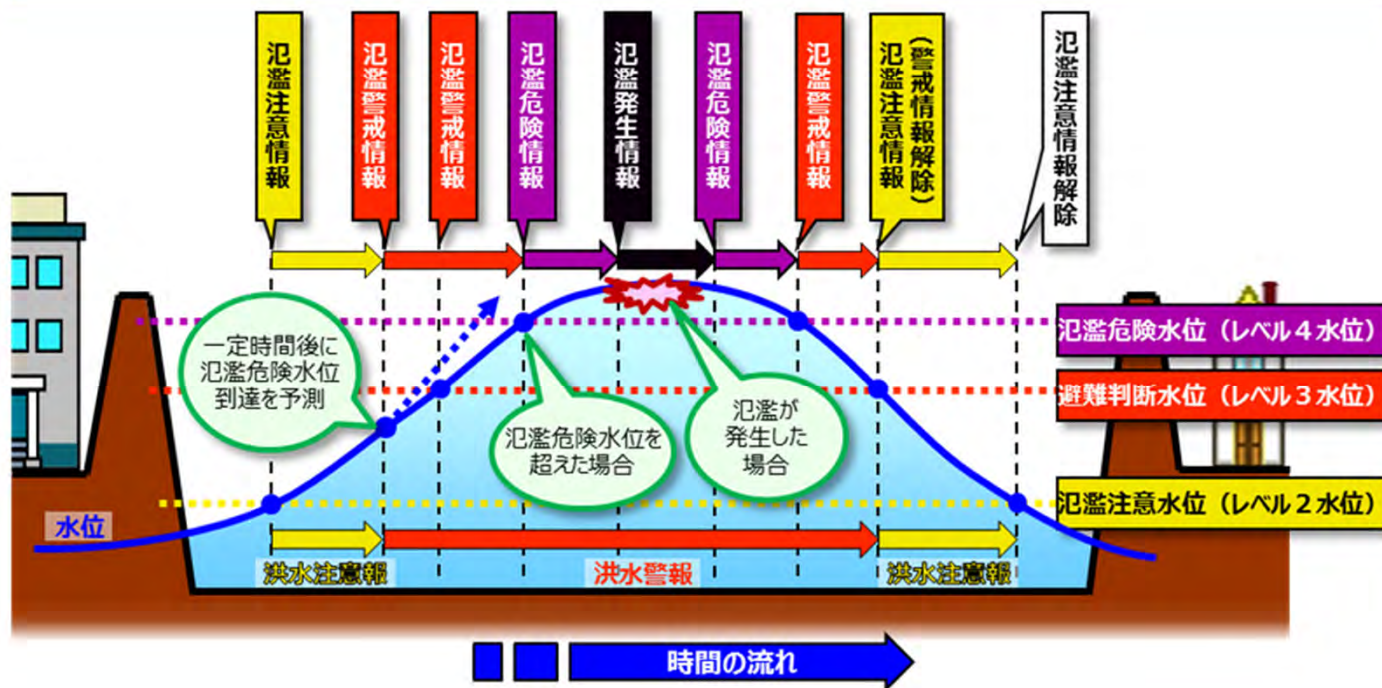 氾濫注意情報
氾濫警戒情報
氾濫警戒情報
氾濫危険情報
氾濫発生情報
氾濫危険情報
氾濫警戒情報
(警戒情報解除)
氾濫注意情報
氾濫注意情報解除
一定時間後に
氾濫危険水位
到達を予測
氾濫危険水位を
超えた場合
氾濫が
発生した
場合
氾濫危険水位(レベル4水位)
避難判断水位(レベル3水位)
氾濫注意水位(レベル2水位)
水位
洪水注意報
洪水警報
洪水注意報
時間の流れ